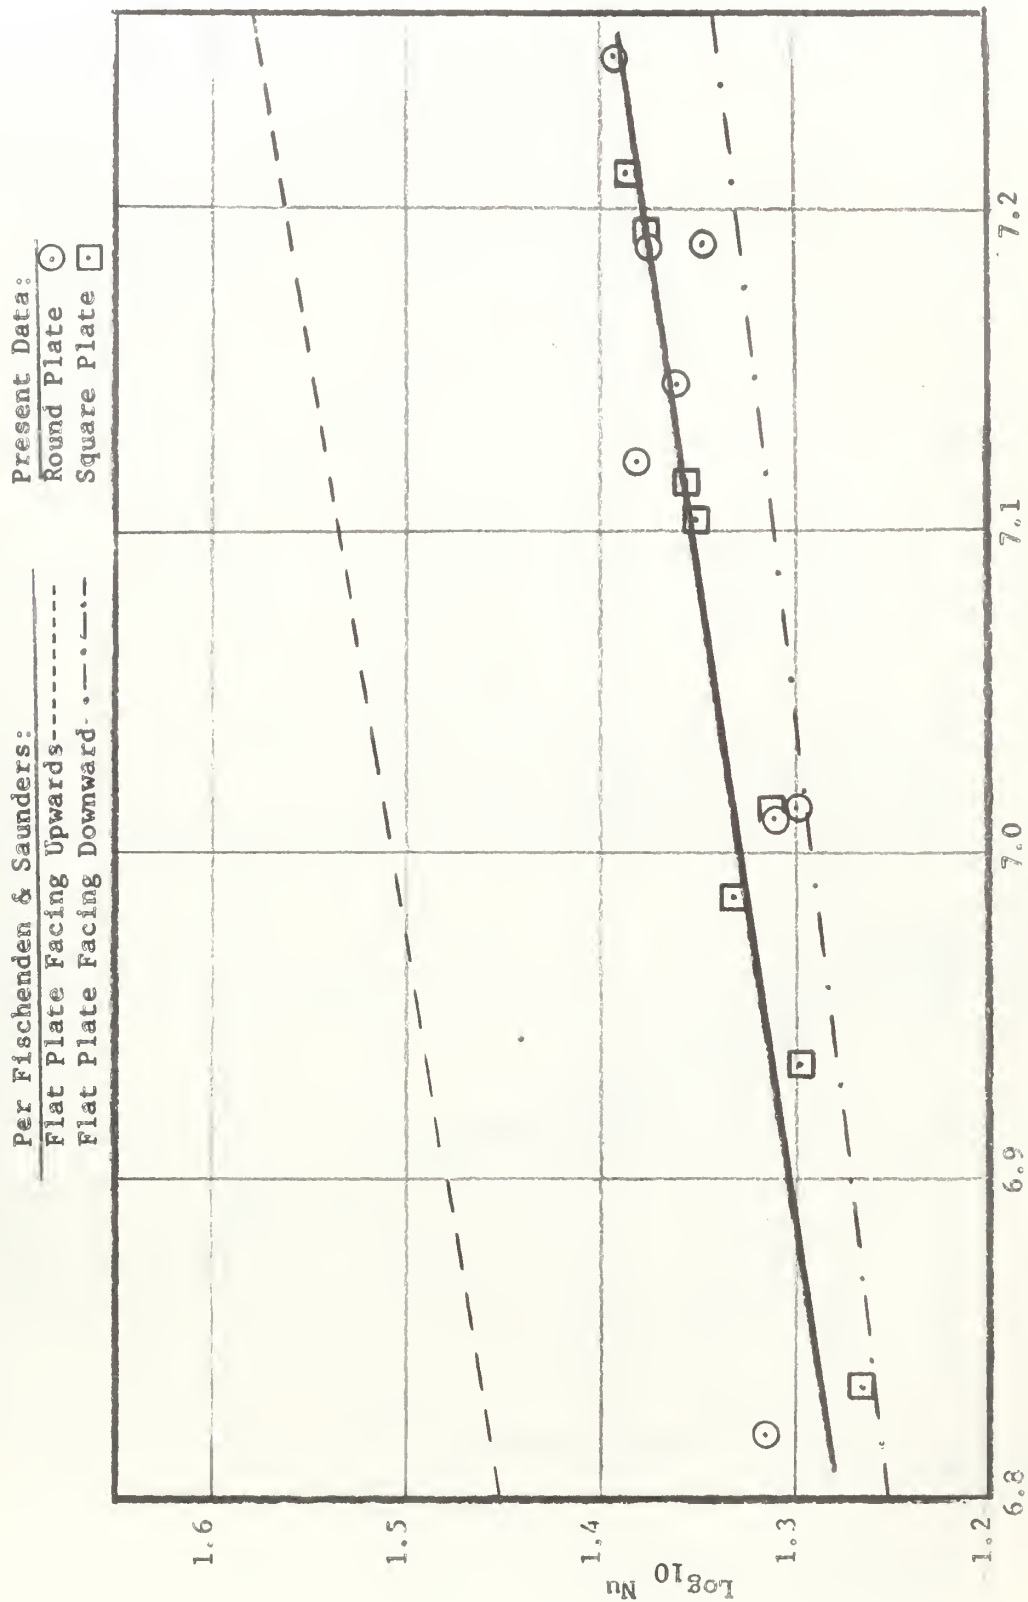 Per Fischenden & Saunders:
Flat Plate Facing Upwards----------
Flat Plate Facing Downward-.—.—.—
Present Data:
Round Plate
Square Plate
1.6
1.5
1.4
1.3
1.2
Log10 Nu
6.8
6.9
7.0
7.1
7.2